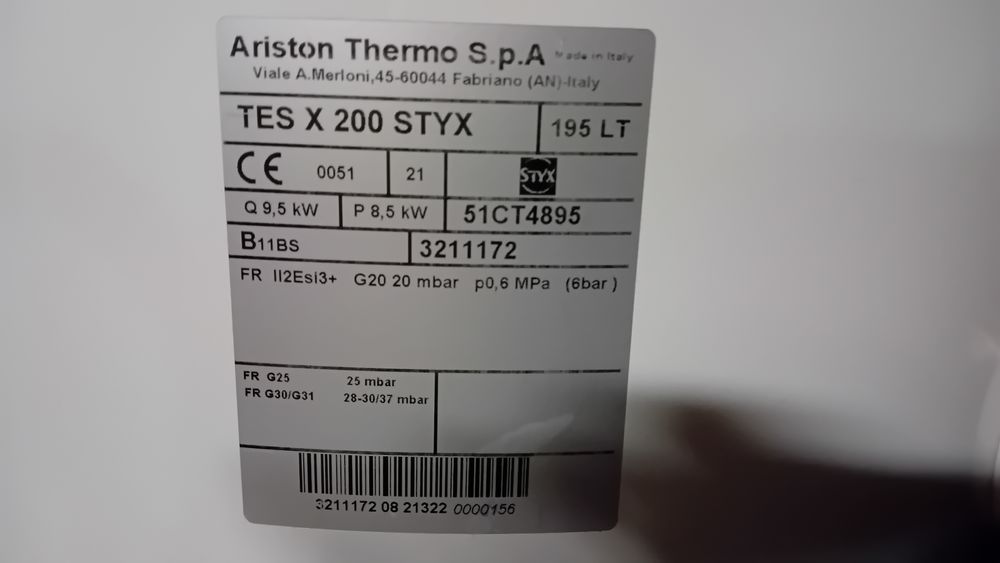 Ariston Thermo S.p.A Made in Italy
Viale A.Merloni,45-60044 Fabriano (AN)-Italy
TES X 200 STYX 195 LT
CE 0051 21 STYX
Q 9,5 kW P 8,5 kW 51CT4895
B11BS 3211172
FR II2Esi3+ G20 20 mbar p0,6 MPa (6bar )
FR G25 25 mbar
FR G30/G31 28-30/37 mbar
3211172 08 21322 0000156